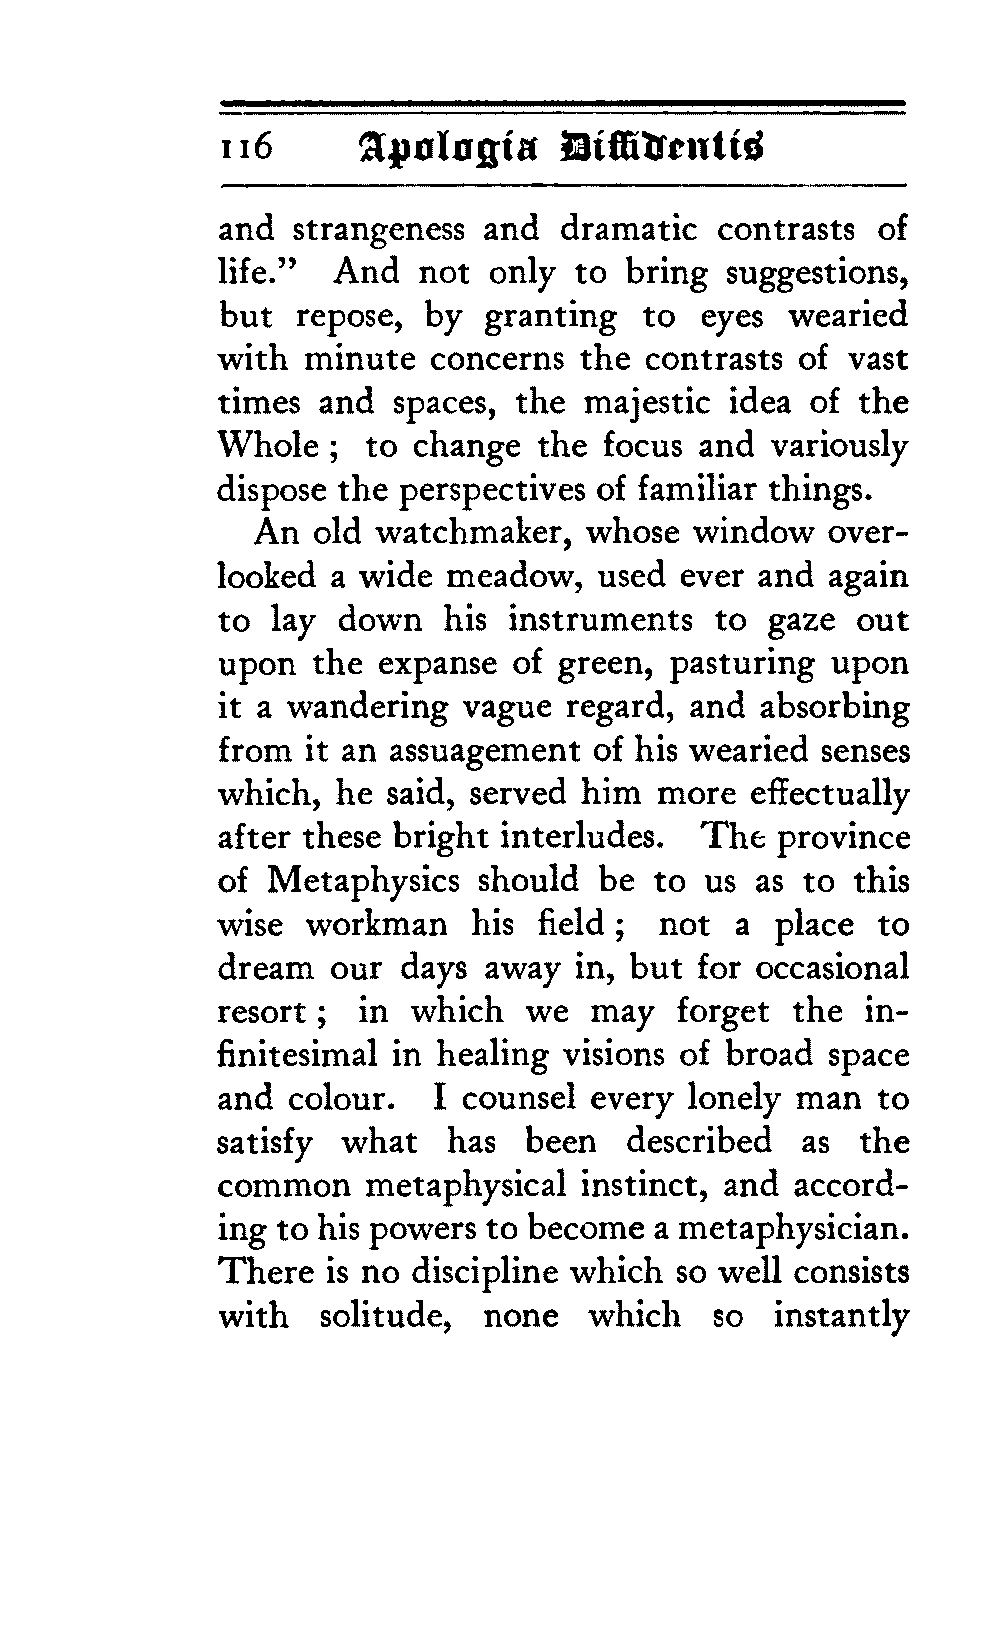 116 Apologia Diffidentis
and strangeness and dramatic contrasts of
life.” And not only to bring suggestions,
but repose, by granting to eyes wearied
with minute concerns the contrasts of vast
times and spaces, the majestic idea of the
Whole ; to change the focus and variously
dispose the perspectives of familiar things.
An old watchmaker, whose window over-
looked a wide meadow, used ever and again
to lay down his instruments to gaze out
upon the expanse of green, pasturing upon
it a wandering vague regard, and absorbing
from it an assuagement of his wearied senses
which, he said, served him more effectually
after these bright interludes. The province
of Metaphysics should be to us as to this
wise workman his field ; not a place to
dream our days away in, but for occasional
resort ; in which we may forget the in-
finitesimal in healing visions of broad space
and colour. I counsel every lonely man to
satisfy what has been described as the
common metaphysical instinct, and accord-
ing to his powers to become a metaphysician.
There is no discipline which so well consists
with solitude, none which so instantly